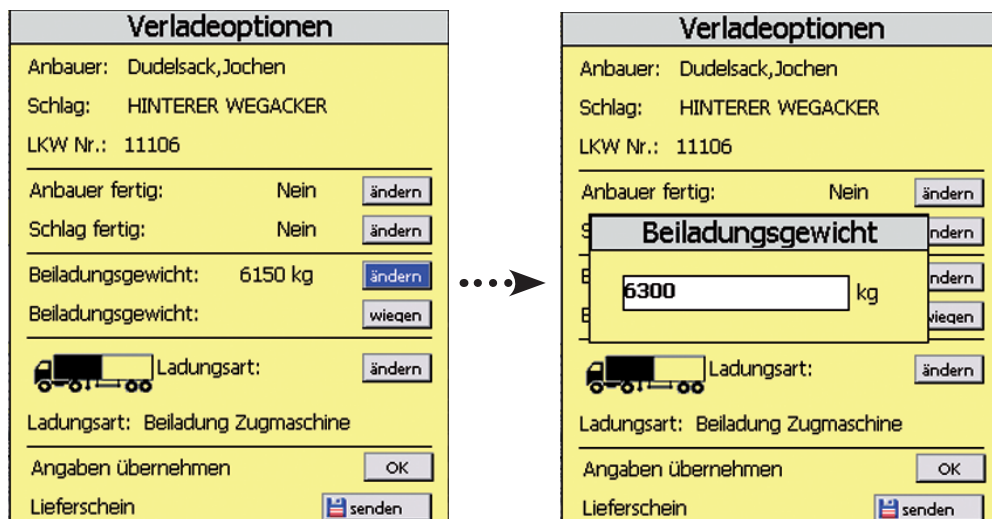 Verladeoptionen
Anbauer: Dudelsack,Jochen
Schlag: HINTERER WEGACKER
LKW Nr.: 11106
Anbauer fertig: Nein ändern
Schlag fertig: Nein ändern
Beiladungsgewicht: 6150 kg ändern
Beiladungsgewicht: wiegen
Ladungsart: ändern
Ladungsart: Beiladung Zugmaschine
Angaben übernehmen OK
Lieferschein senden
Verladeoptionen
Anbauer: Dudelsack,Jochen
Schlag: HINTERER WEGACKER
LKW Nr.: 11106
Anbauer fertig: Nein ändern
S ndern
Beiladungsgewicht
B ndern
6300 kg
B viegen
Ladungsart: ändern
Ladungsart: Beiladung Zugmaschine
Angaben übernehmen OK
Lieferschein senden